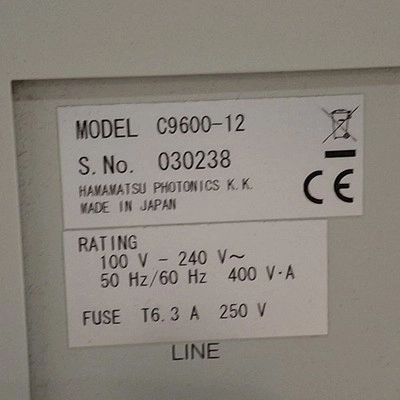 MODEL C9600-12
S.No. 030238
HAMAMATSU PHOTONICS K.K.
MADE IN JAPAN
CE
RATING
100 V - 240 V~
50 Hz/60 Hz 400 V·A
FUSE T6.3 A 250 V
LINE